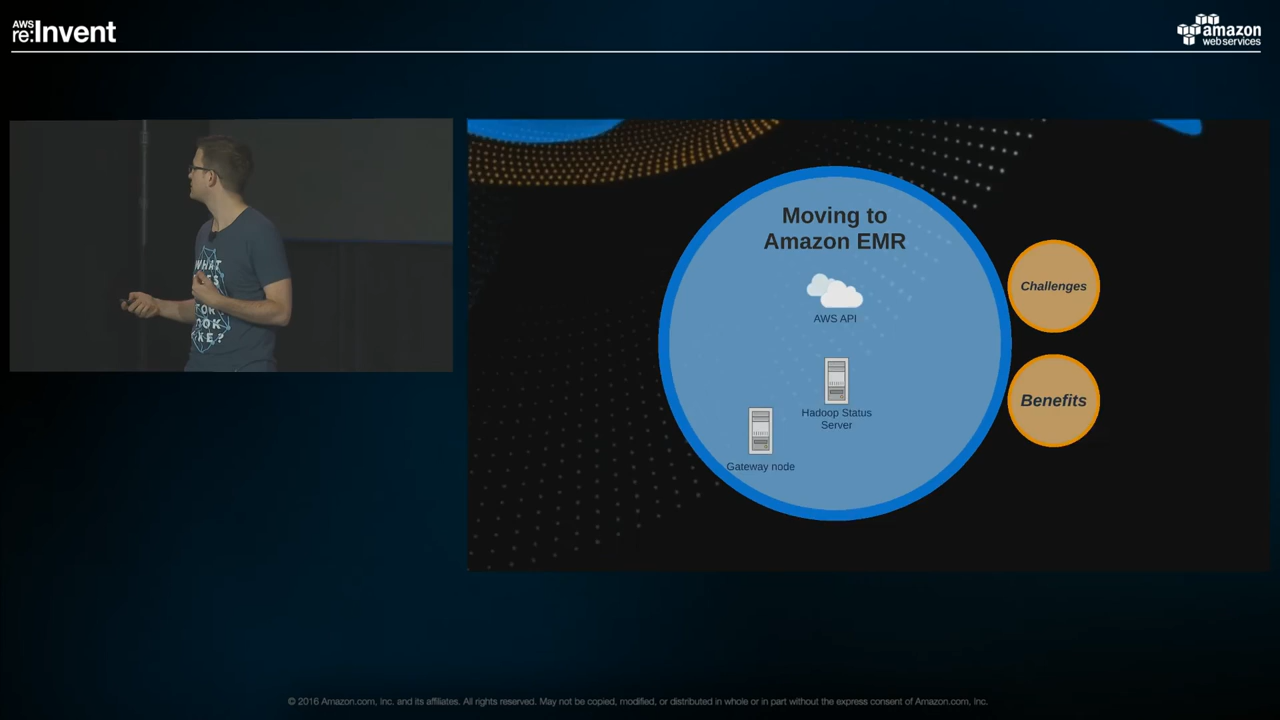 AWS
re:Invent
amazon
web services
WHAT
FOR
Moving to
Amazon EMR
AWS API
Hadoop Status
Server
Gateway node
Challenges
Benefits
© 2016 Amazon.com, Inc. and its affiliates. All rights reserved. May not be copied, modified, or distributed in whole or in part without the express consent of Amazon.com, Inc.